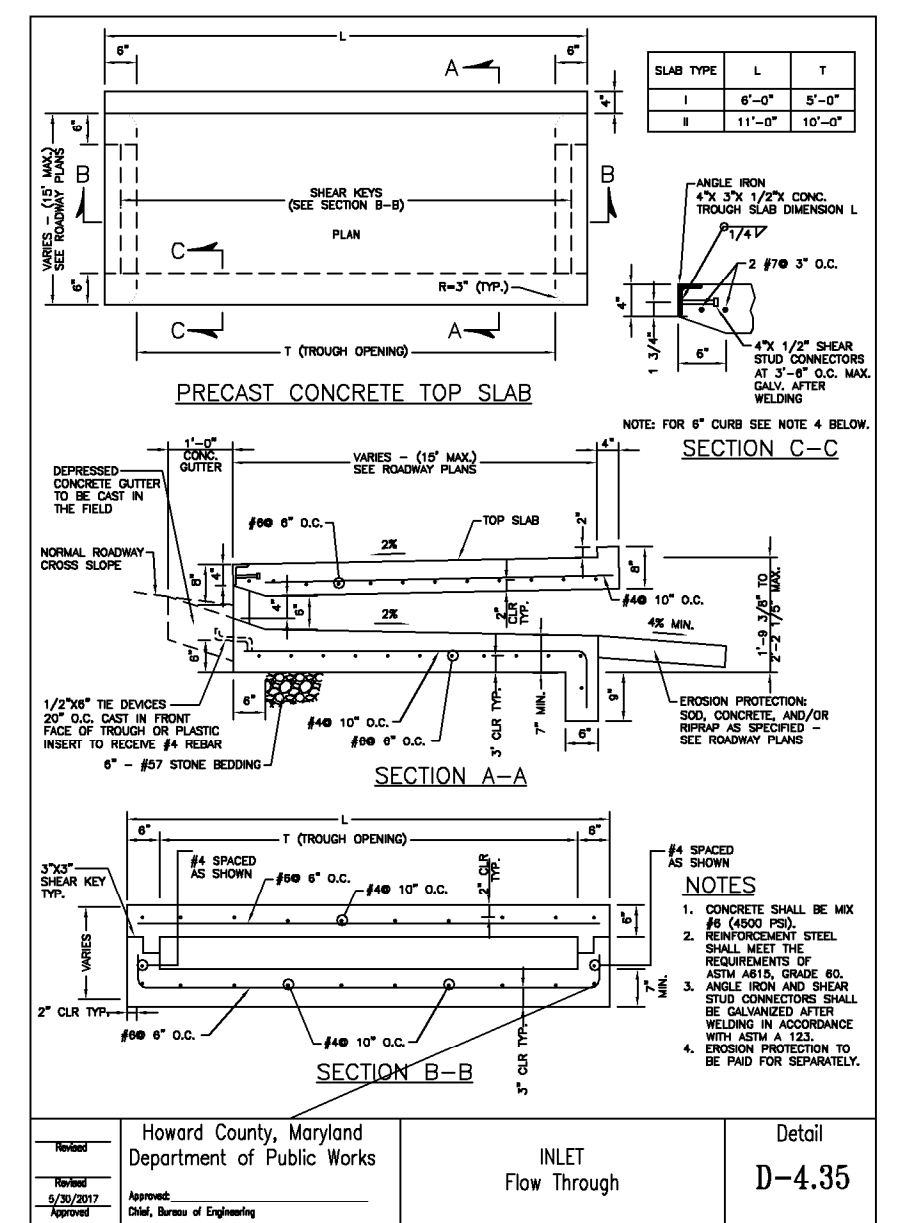 L
6"
6"
A
SLAB TYPE L T
I 6'-0" 5'-0"
II 11'-0" 10'-0"
4"
6"
B
B
VARIES - (15' MAX.)
SEE ROADWAY PLANS
SHEAR KEYS
(SEE SECTION B-B)
PLAN
C
6"
R=3" (TYP.)
C
A
T (TROUGH OPENING)
PRECAST CONCRETE TOP SLAB
ANGLE IRON
4"X 3"X 1/2"X CONC.
TROUGH SLAB DIMENSION L
1/4
2 #7@ 3" O.C.
4"
1 3/4"
6"
4"X 1/2" SHEAR
STUD CONNECTORS
AT 3'-6" O.C. MAX.
GALV. AFTER
WELDING
NOTE: FOR 6" CURB SEE NOTE 4 BELOW.
SECTION C-C
1'-0"
CONC.
GUTTER
VARIES - (15' MAX.)
SEE ROADWAY PLANS
4"
DEPRESSED
CONCRETE GUTTER
TO BE CAST IN
THE FIELD
#6@ 6" O.C.
2%
TOP SLAB
2"
NORMAL ROADWAY
CROSS SLOPE
8"
4"
8"
4"
6"
2%
2"
CLR
TYP.
#4@ 10" O.C.
4% MIN.
1'-9 3/8" TO
2'-2 1/5" MAX.
6"
6"
1/2"X6" TIE DEVICES
20" O.C. CAST IN FRONT
FACE OF TROUGH OR PLASTIC
INSERT TO RECEIVE #4 REBAR
6" - #57 STONE BEDDING
#4@ 10" O.C.
#6@ 6" O.C.
3' CLR TYP.
7" MIN.
6"
9"
EROSION PROTECTION:
SOD, CONCRETE, AND/OR
RIPRAP AS SPECIFIED -
SEE ROADWAY PLANS
SECTION A-A
L
6"
T (TROUGH OPENING)
6"
3"X3"
SHEAR KEY
TYP.
#4 SPACED
AS SHOWN
#6@ 6" O.C.
#4@ 10" O.C.
2" CLR
TYP.
#4 SPACED
AS SHOWN
6"
VARIES
7"
MIN.
2" CLR TYP.
#6@ 6" O.C.
#4@ 10" O.C.
3" CLR TYP.
SECTION B-B
NOTES
1. CONCRETE SHALL BE MIX
#6 (4500 PSI).
2. REINFORCEMENT STEEL
SHALL MEET THE
REQUIREMENTS OF
ASTM A615, GRADE 60.
3. ANGLE IRON AND SHEAR
STUD CONNECTORS SHALL
BE GALVANIZED AFTER
WELDING IN ACCORDANCE
WITH ASTM A 123.
4. EROSION PROTECTION TO
BE PAID FOR SEPARATELY.
Revised
Revised
5/30/2017
Approved
Howard County, Maryland
Department of Public Works
Approved:
Chief, Bureau of Engineering
INLET
Flow Through
Detail
D-4.35